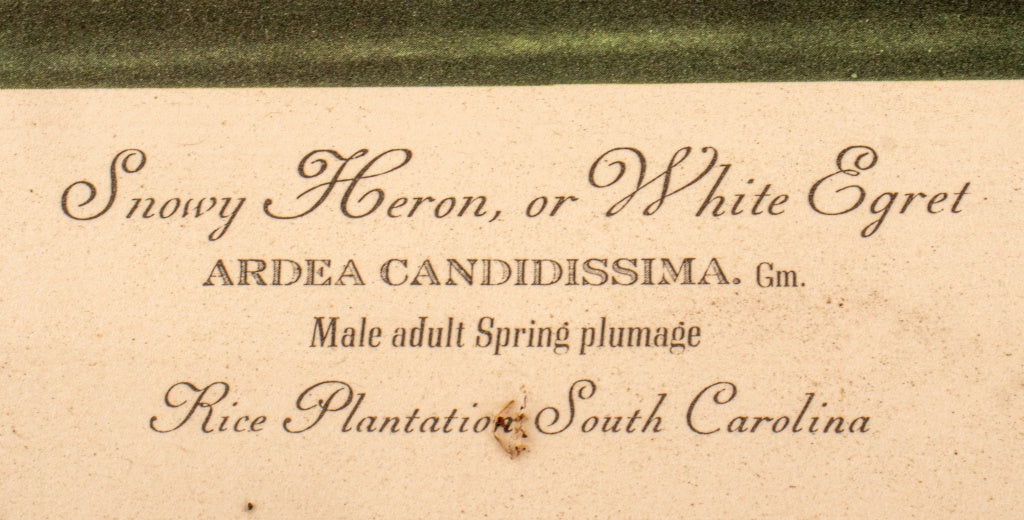 Snowy Heron, or White Egret
ARDEA CANDIDISSIMA. Gm.
Male adult Spring plumage
Rice Plantation South Carolina